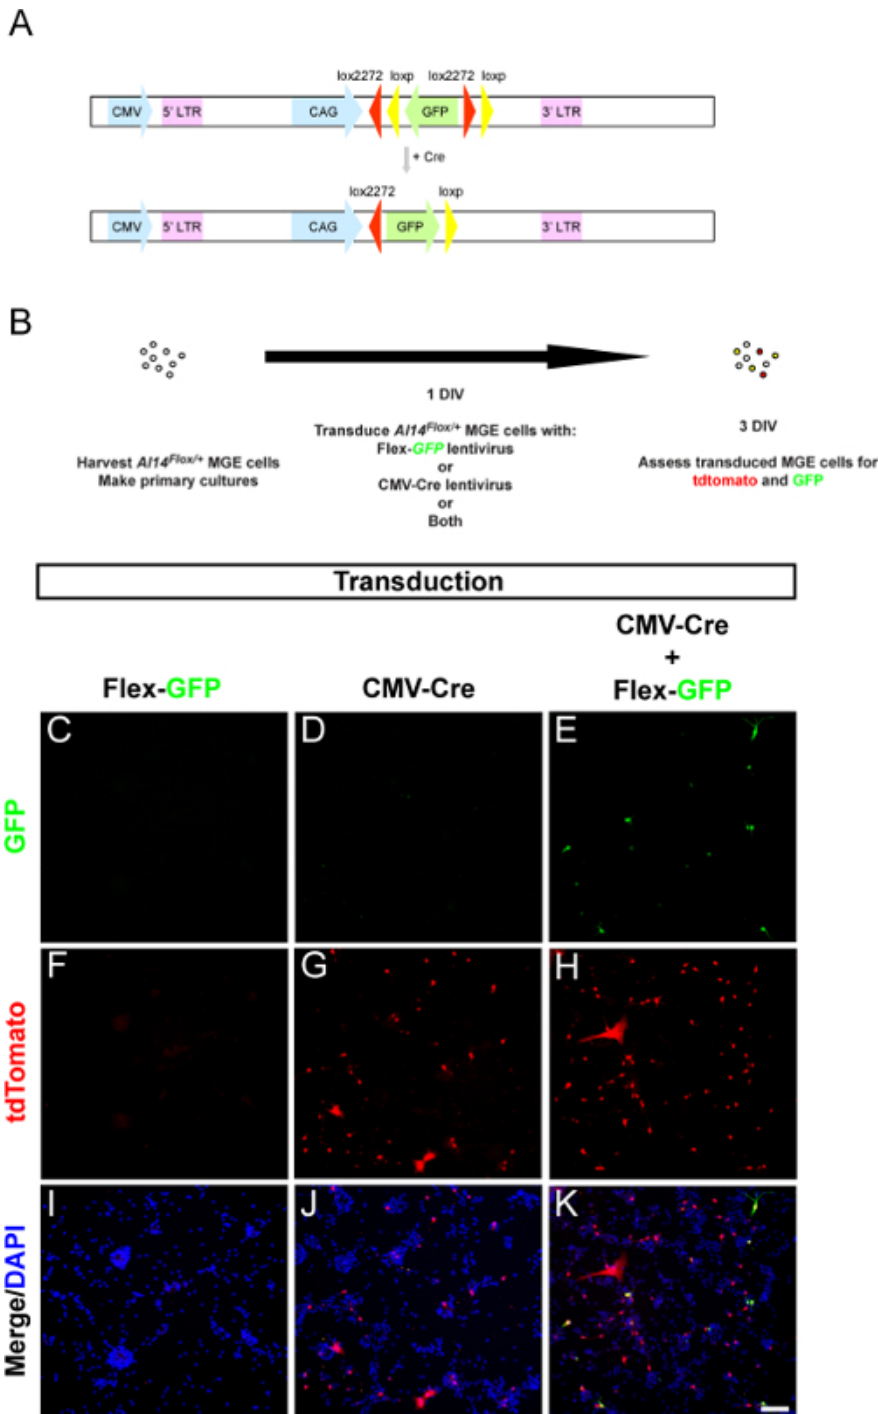 A
lox2272 loxp lox2272 loxp
CMV 5' LTR CAG GFP 3' LTR
+ Cre
lox2272 loxp
CMV 5' LTR CAG GFP 3' LTR
B
1 DIV
Harvest AI14Flox/+ MGE cells
Make primary cultures
Transduce AI14Flox/+ MGE cells with:
Flex-GFP lentivirus
or
CMV-Cre lentivirus
or
Both
3 DIV
Assess transduced MGE cells for
tdtomato and GFP
Transduction
Flex-GFP
CMV-Cre
CMV-Cre
+
Flex-GFP
GFP
C D E
tdTomato
F G H
Merge/DAPI
I J K